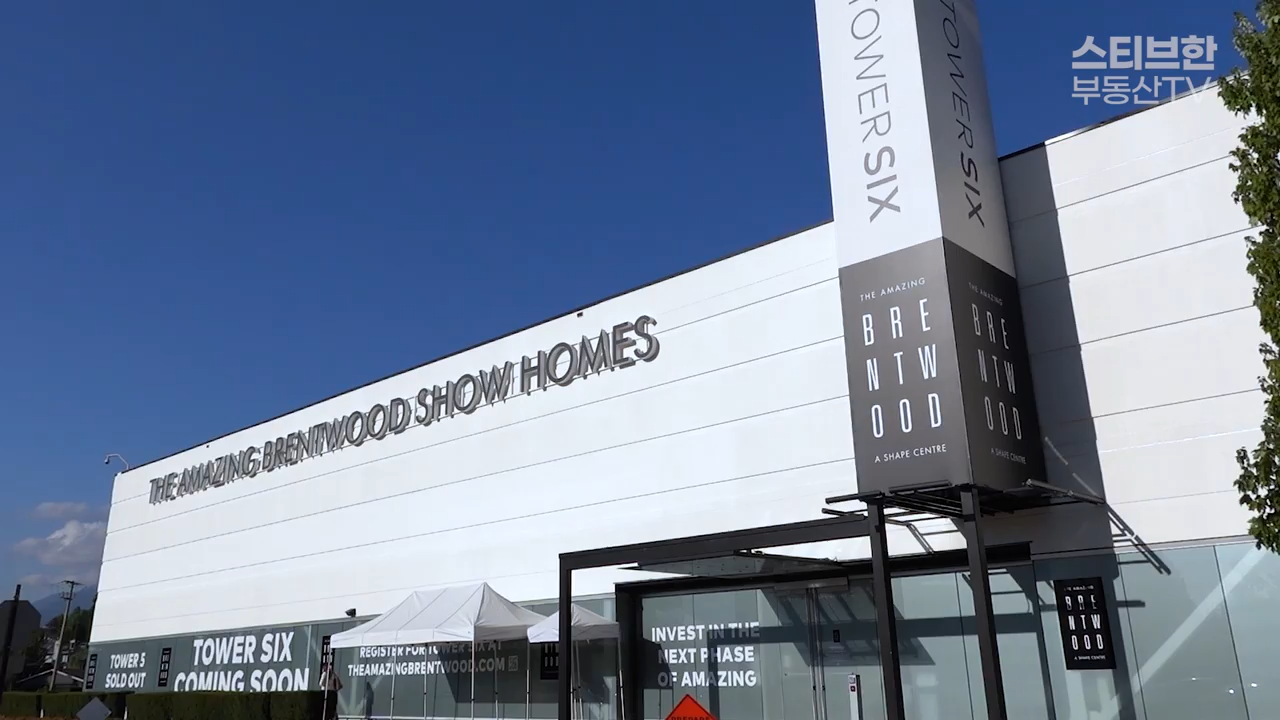 스티브한
부동산TV
TOWER SIX
TOWER SIX
THE AMAZING
BRE
NTW
OOD
A SHAPE CENTRE
THE AMAZING
BRE
NTW
OOD
A SHAPE CENTRE
THE AMAZING BRENTWOOD SHOW HOMES
TOWER 5
SOLD OUT
TOWER SIX
COMING SOON
REGISTER FOR TOWER SIX AT
THEAMAZINGBRENTWOOD.COM
INVEST IN THE
NEXT PHASE
OF AMAZING
THE AMAZING
BRE
NTW
OOD
A SHAPE CENTRE
PREPARE